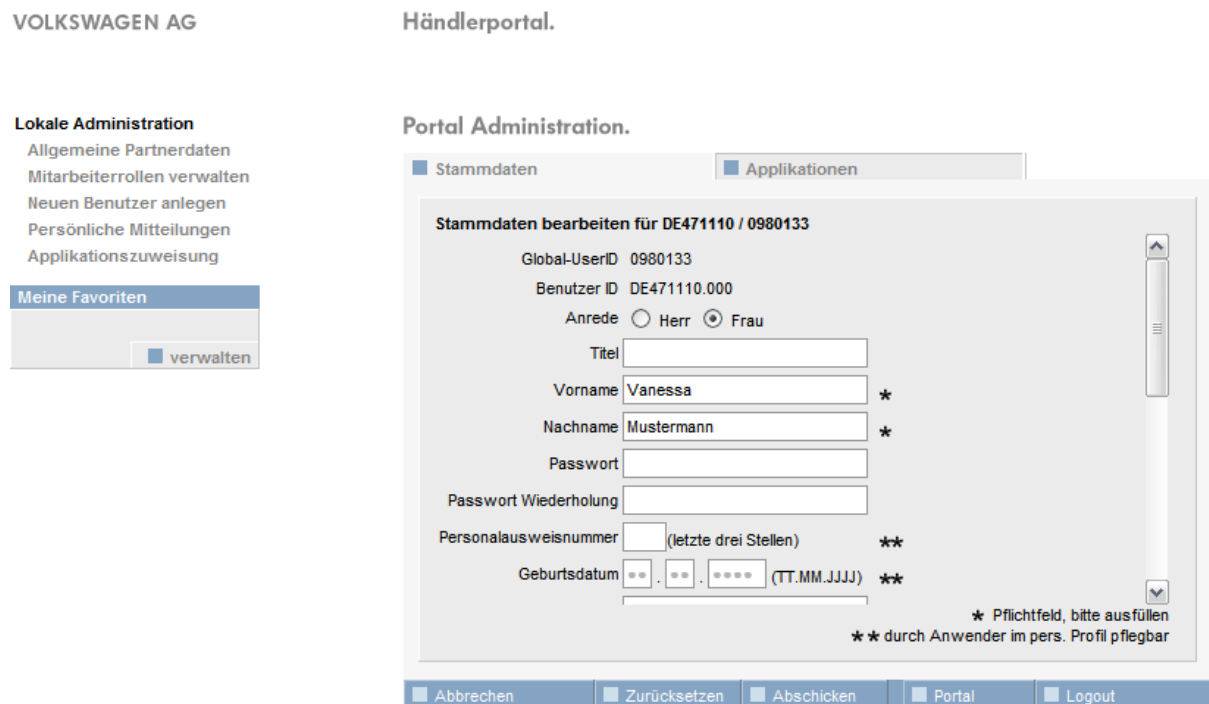 VOLKSWAGEN AG
Händlerportal.
Lokale Administration
Allgemeine Partnerdaten
Mitarbeiterrollen verwalten
Neuen Benutzer anlegen
Persönliche Mitteilungen
Applikationszuweisung
Meine Favoriten
verwalten
Portal Administration.
Stammdaten Applikationen
Stammdaten bearbeiten für DE471110 / 0980133
Global-UserID 0980133
Benutzer ID DE471110.000
Anrede Herr Frau
Titel
Vorname Vanessa *
Nachname Mustermann *
Passwort
Passwort Wiederholung
Personalausweisnummer (letzte drei Stellen) **
Geburtsdatum •• . •• . •••• (TT.MM.JJJJ) **
* Pflichtfeld, bitte ausfüllen
** durch Anwender im pers. Profil pflegbar
Abbrechen Zurücksetzen Abschicken Portal Logout